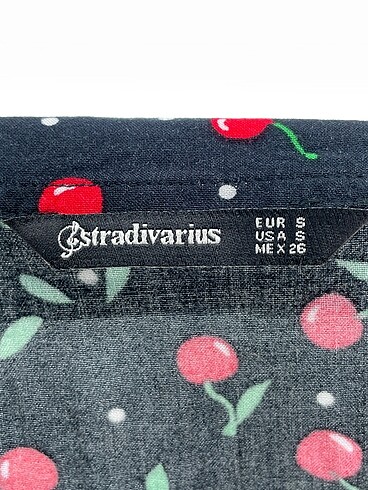 stradivarius
EUR S
USA S
MEX 26